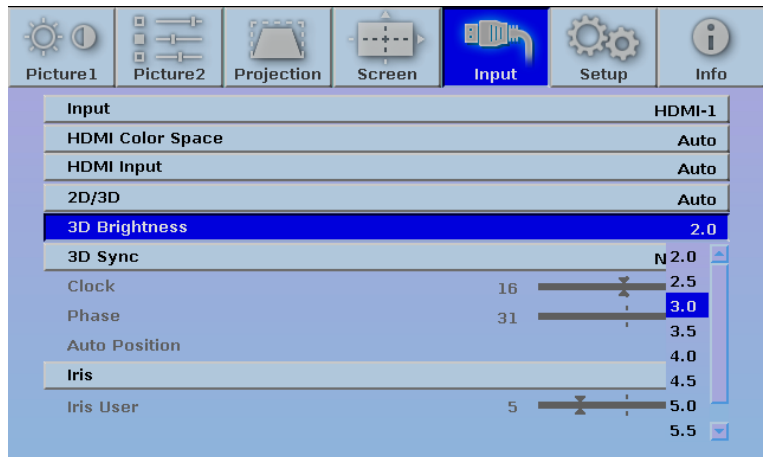 Picture1 Picture2 Projection Screen Input Setup Info
Input HDMI-1
HDMI Color Space Auto
HDMI Input Auto
2D/3D Auto
3D Brightness 2.0
3D Sync N 2.0
Clock 16 2.5
3.0
Phase 31
3.5
Auto Position
4.0
Iris 4.5
Iris User 5 5.0
5.5